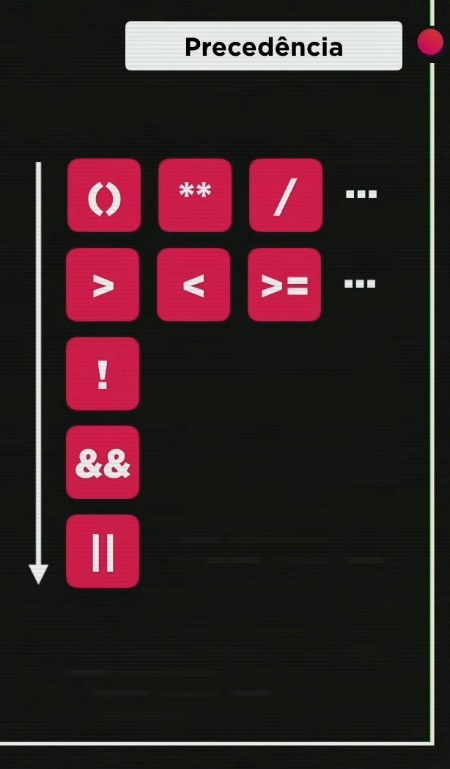 Precedência
() ** / ...
> < >= ...
!
&&
||